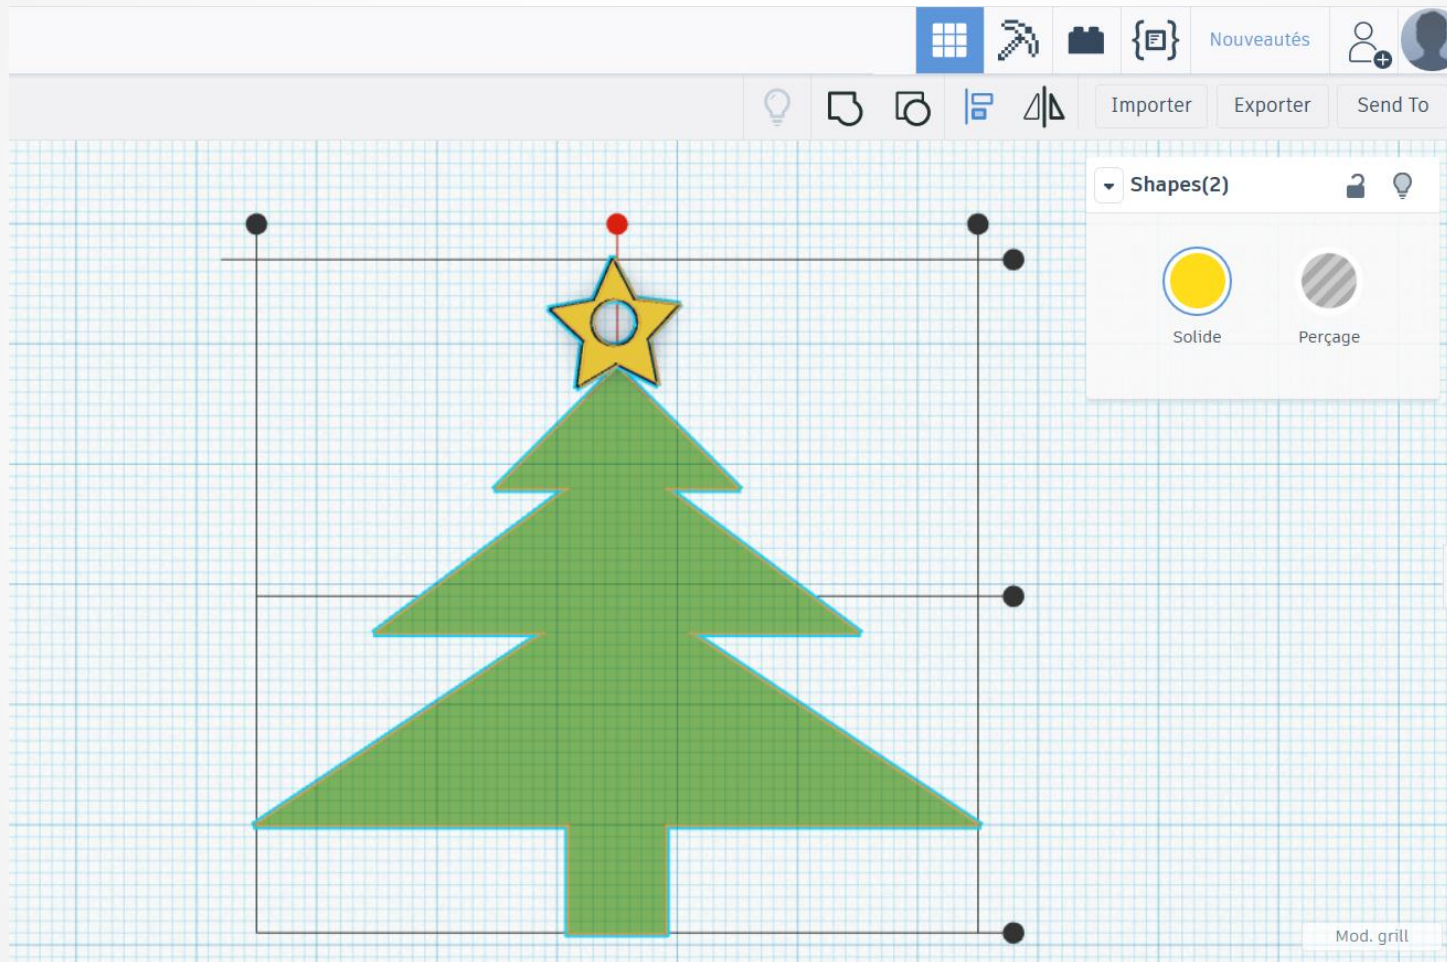 Nouveautés
Importer
Exporter
Send To
Shapes(2)
Solide
Perçage
Mod. grill